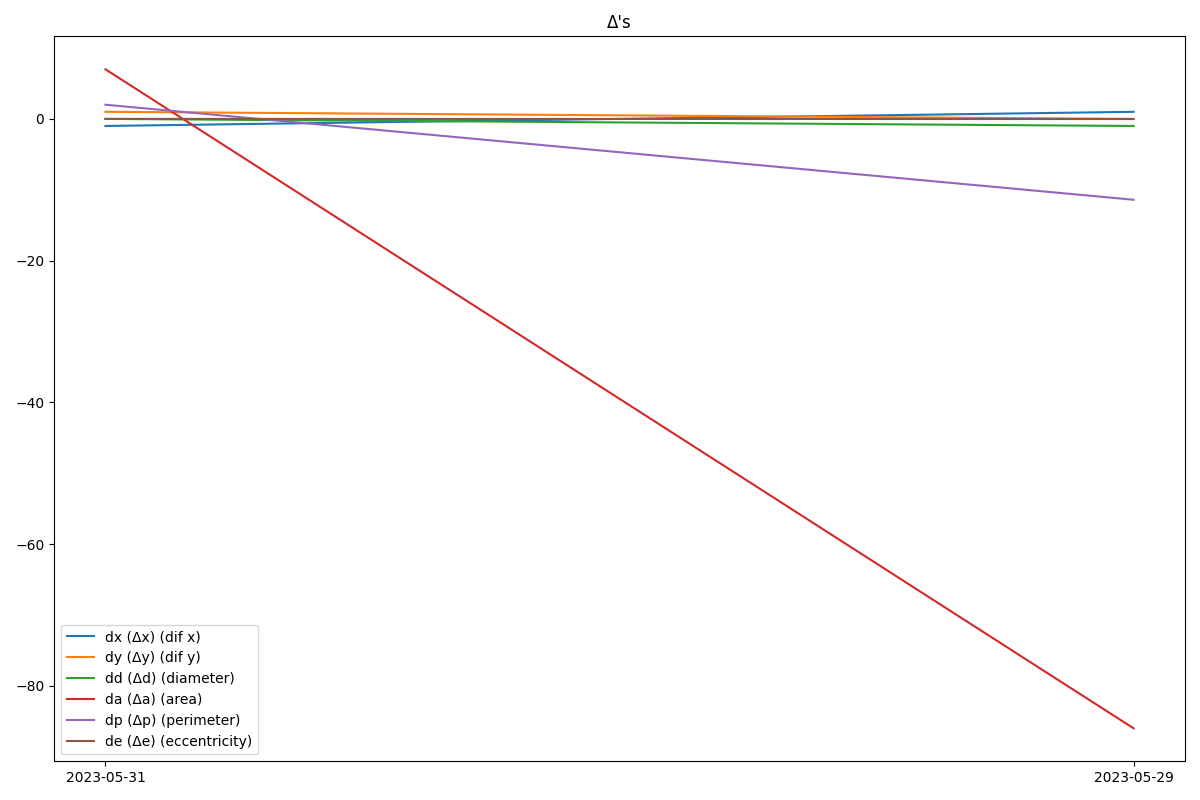 Δ's
0
−20
−40
−60
−80
dx (Δx) (dif x)
dy (Δy) (dif y)
dd (Δd) (diameter)
da (Δa) (area)
dp (Δp) (perimeter)
de (Δe) (eccentricity)
2023-05-31
2023-05-29